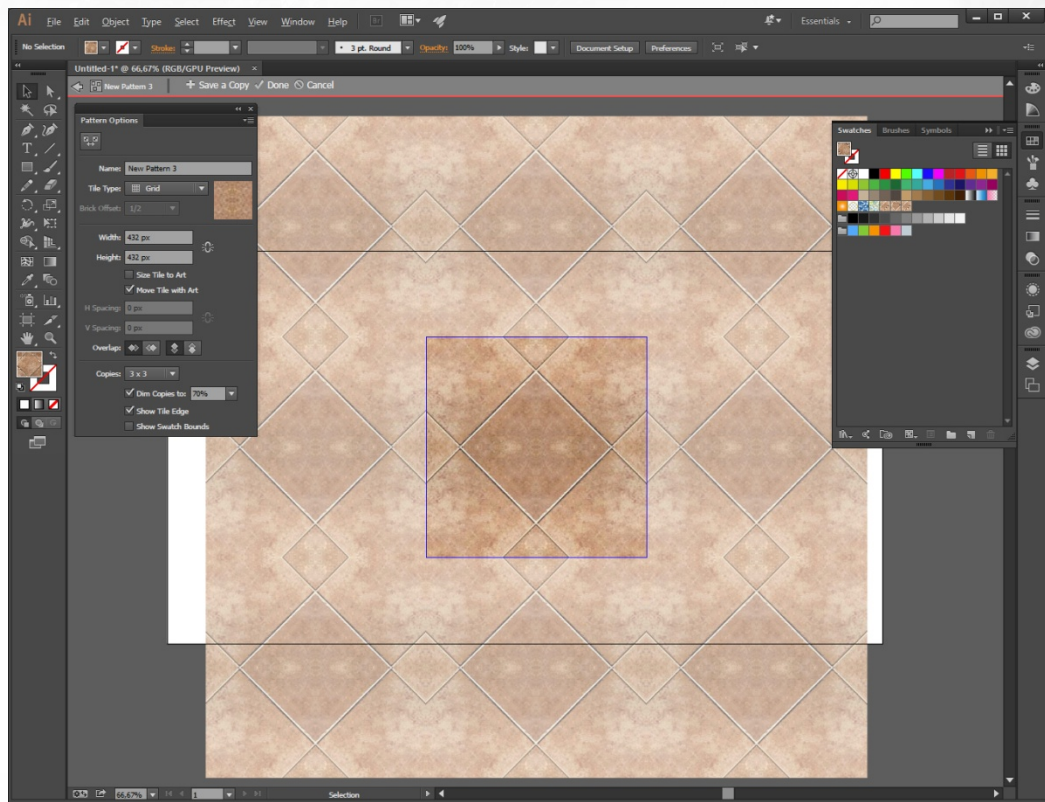 Ai File Edit Object Type Select Effect View Window Help Br Essentials
No Selection Stroke: 3 pt. Round Opacity: 100% Style: Document Setup Preferences
Untitled-1* @ 66,67% (RGB/GPU Preview) ×
New Pattern 3 + Save a Copy ✓ Done Cancel
Pattern Options
Name: New Pattern 3
Tile Type: Grid
Brick Offset: 1/2
Width: 432 px
Height: 432 px
Size Tile to Art
Move Tile with Art
H Spacing: 0 px
V Spacing: 0 px
Overlap:
Copies: 3 x 3
Dim Copies to: 70%
Show Tile Edge
Show Swatch Bounds
Swatches Brushes Symbols
66,67% 1 Selection